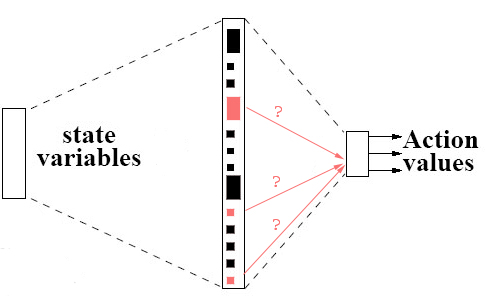 state
variables
?
?
?
Action
values